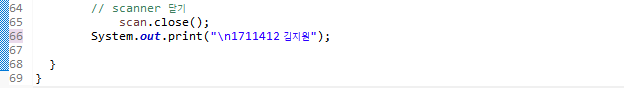 64 // scanner 닫기
65 scan.close();
66 System.out.print("\n1711412 김지원");
67
68 }
69 }